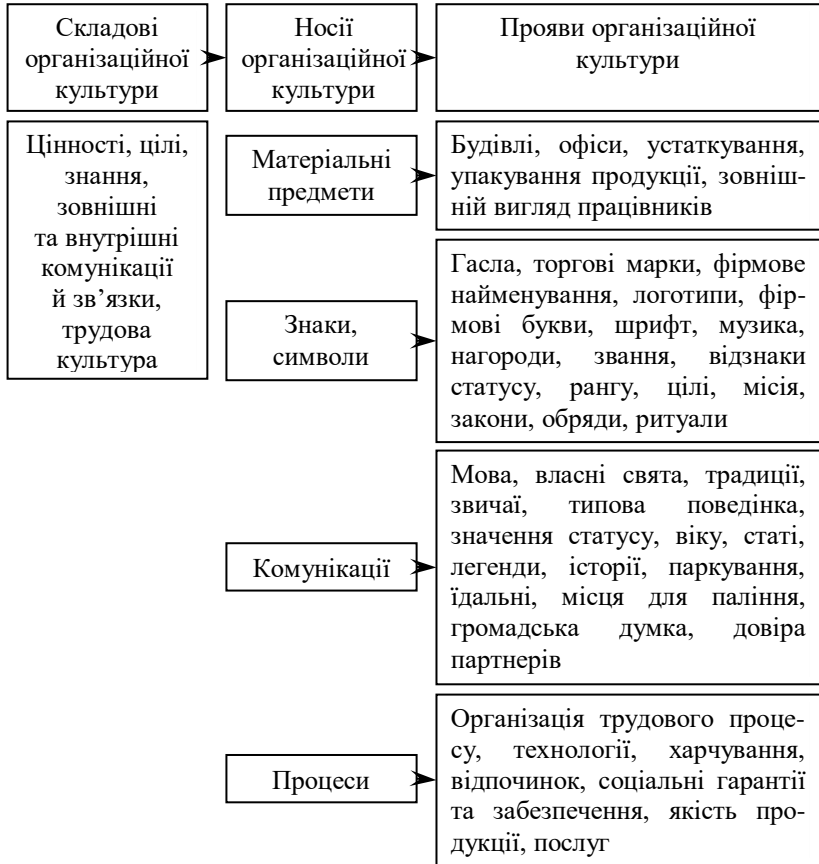 Складові
організаційної
культури
Носії
організаційної
культури
Прояви організаційної
культури
Цінності, цілі,
знання,
зовнішні
та внутрішні
комунікації
й зв’язки,
трудова
культура
Матеріальні
предмети
Будівлі, офіси, устаткування,
упакування продукції, зовніш-
ній вигляд працівників
Знаки,
символи
Гасла, торгові марки, фірмове
найменування, логотипи, фір-
мові букви, шрифт, музика,
нагороди, звання, відзнаки
статусу, рангу, цілі, місія,
закони, обряди, ритуали
Комунікації
Мова, власні свята, традиції,
звичаї, типова поведінка,
значення статусу, віку, статі,
легенди, історії, паркування,
їдальні, місця для паління,
громадська думка, довіра
партнерів
Процеси
Організація трудового проце-
су, технології, харчування,
відпочинок, соціальні гарантії
та забезпечення, якість про-
дукції, послуг